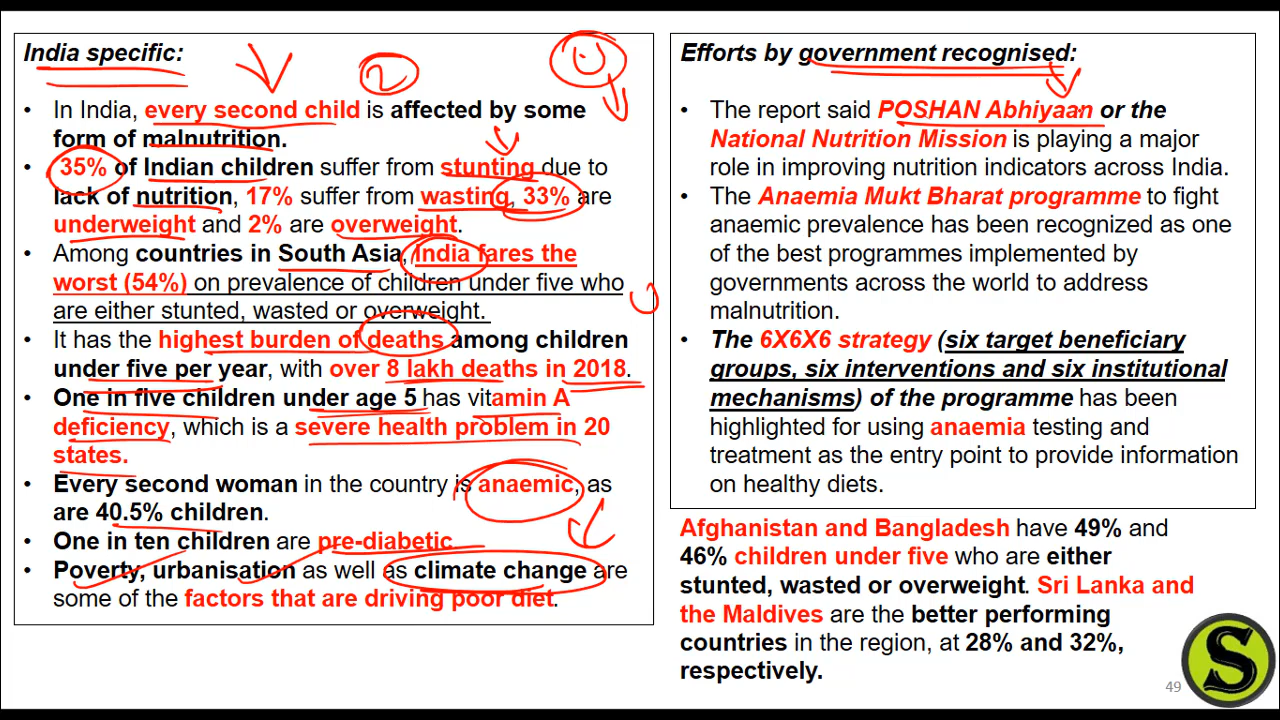 India specific:
• In India, every second child is affected by some
form of malnutrition.
• 35% of Indian children suffer from stunting due to
lack of nutrition, 17% suffer from wasting, 33% are
underweight and 2% are overweight.
• Among countries in South Asia, India fares the
worst (54%) on prevalence of children under five who
are either stunted, wasted or overweight.
• It has the highest burden of deaths among children
under five per year, with over 8 lakh deaths in 2018.
• One in five children under age 5 has vitamin A
deficiency, which is a severe health problem in 20
states.
• Every second woman in the country is anaemic, as
are 40.5% children.
• One in ten children are pre-diabetic.
• Poverty, urbanisation as well as climate change are
some of the factors that are driving poor diet.
Efforts by government recognised:
• The report said POSHAN Abhiyaan or the
National Nutrition Mission is playing a major
role in improving nutrition indicators across India.
• The Anaemia Mukt Bharat programme to fight
anaemic prevalence has been recognized as one
of the best programmes implemented by
governments across the world to address
malnutrition.
• The 6X6X6 strategy (six target beneficiary
groups, six interventions and six institutional
mechanisms) of the programme has been
highlighted for using anaemia testing and
treatment as the entry point to provide information
on healthy diets.
Afghanistan and Bangladesh have 49% and
46% children under five who are either
stunted, wasted or overweight. Sri Lanka and
the Maldives are the better performing
countries in the region, at 28% and 32%,
respectively.
49
S